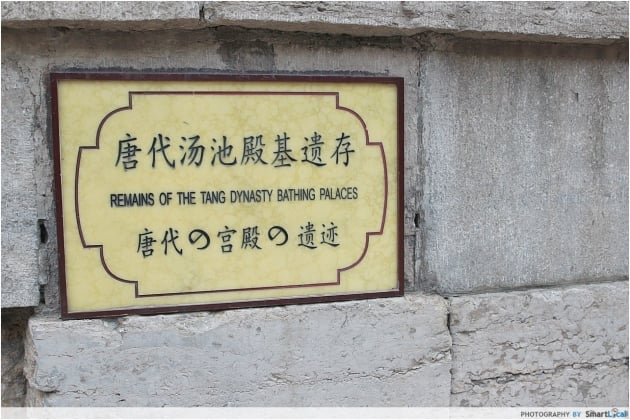 唐代汤池殿基遗存
REMAINS OF THE TANG DYNASTY BATHING PALACES
唐代の宫殿の遗迹
PHOTOGRAPHY BY SmartLocal